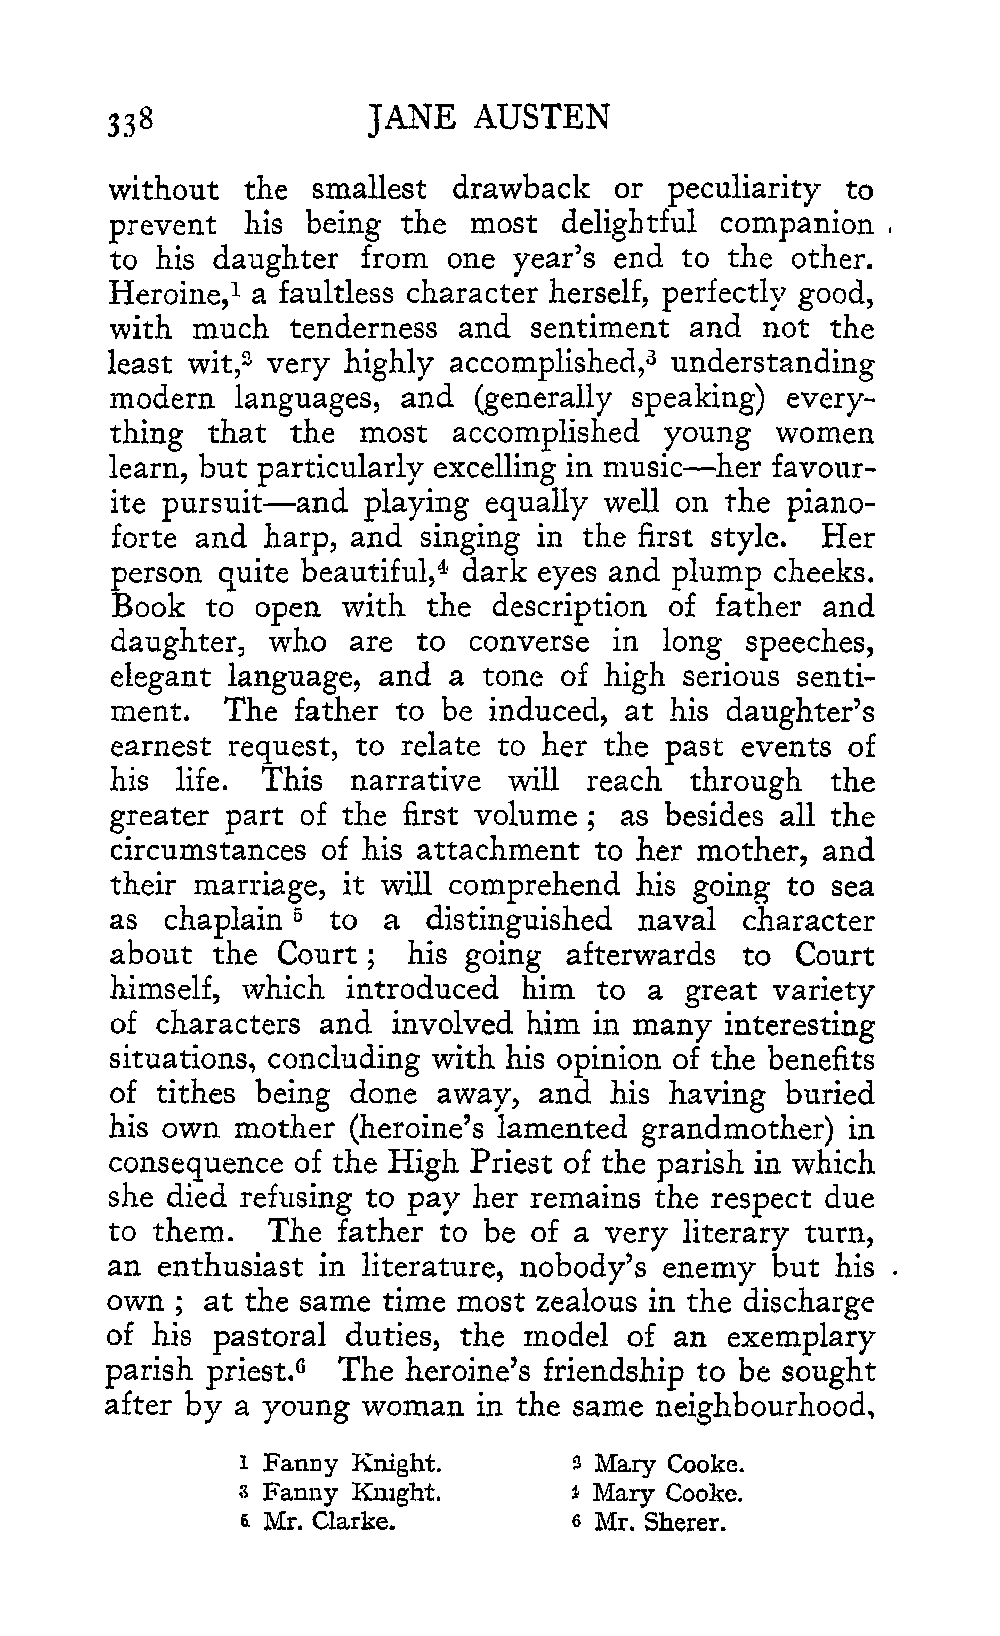 338 JANE AUSTEN
without the smallest drawback or peculiarity to
prevent his being the most delightful companion
to his daughter from one year's end to the other.
Heroine,¹ a faultless character herself, perfectly good,
with much tenderness and sentiment and not the
least wit,² very highly accomplished,³ understanding
modern languages, and (generally speaking) every-
thing that the most accomplished young women
learn, but particularly excelling in music—her favour-
ite pursuit—and playing equally well on the piano-
forte and harp, and singing in the first style. Her
person quite beautiful,⁴ dark eyes and plump cheeks.
Book to open with the description of father and
daughter, who are to converse in long speeches,
elegant language, and a tone of high serious senti-
ment. The father to be induced, at his daughter's
earnest request, to relate to her the past events of
his life. This narrative will reach through the
greater part of the first volume ; as besides all the
circumstances of his attachment to her mother, and
their marriage, it will comprehend his going to sea
as chaplain ⁵ to a distinguished naval character
about the Court ; his going afterwards to Court
himself, which introduced him to a great variety
of characters and involved him in many interesting
situations, concluding with his opinion of the benefits
of tithes being done away, and his having buried
his own mother (heroine's lamented grandmother) in
consequence of the High Priest of the parish in which
she died refusing to pay her remains the respect due
to them. The father to be of a very literary turn,
an enthusiast in literature, nobody's enemy but his
own ; at the same time most zealous in the discharge
of his pastoral duties, the model of an exemplary
parish priest.⁶ The heroine's friendship to be sought
after by a young woman in the same neighbourhood,
1 Fanny Knight. 2 Mary Cooke.
3 Fanny Knight. 4 Mary Cooke.
5 Mr. Clarke. 6 Mr. Sherer.